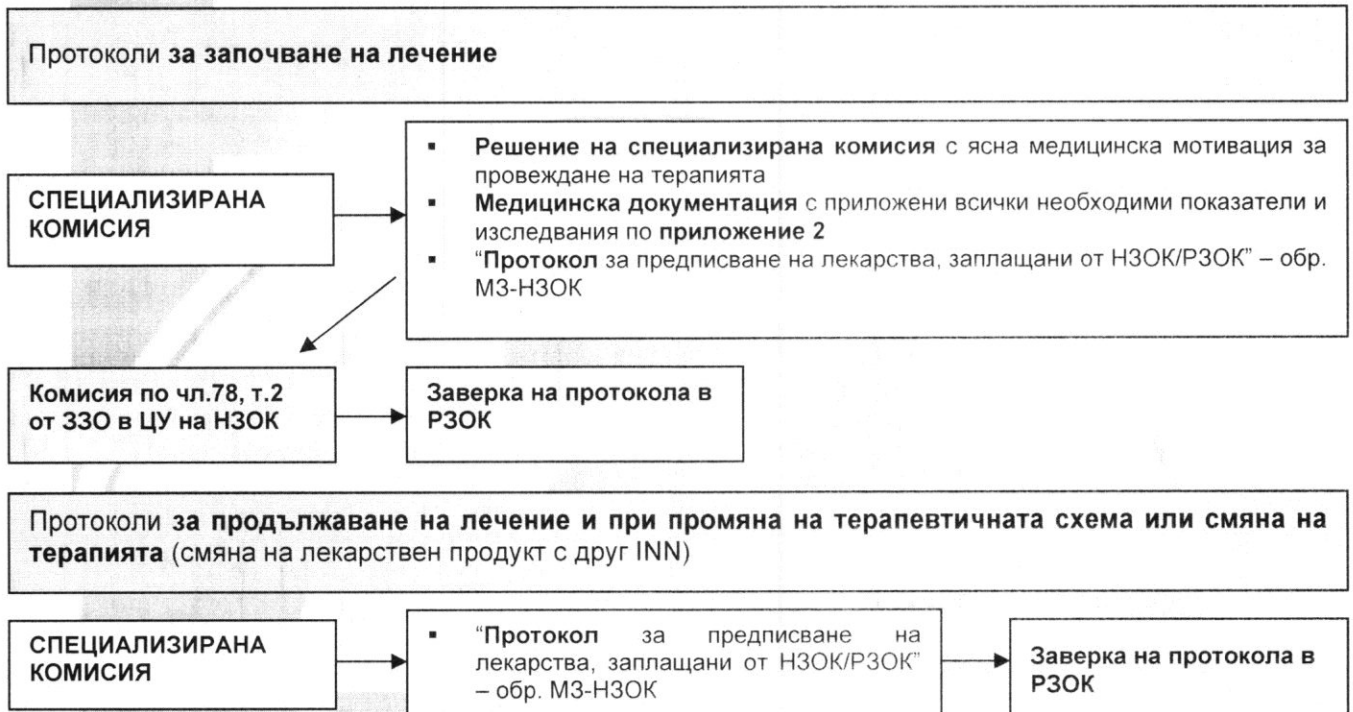 Протоколи за започване на лечение
СПЕЦИАЛИЗИРАНА
КОМИСИЯ
▪ Решение на специализирана комисия с ясна медицинска мотивация за
провеждане на терапията
▪ Медицинска документация с приложени всички необходими показатели и
изследвания по приложение 2
▪ "Протокол за предписване на лекарства, заплащани от НЗОК/РЗОК" – обр.
МЗ-НЗОК
Комисия по чл.78, т.2
от ЗЗО в ЦУ на НЗОК
Заверка на протокола в
РЗОК
Протоколи за продължаване на лечение и при промяна на терапевтичната схема или смяна на
терапията (смяна на лекарствен продукт с друг INN)
СПЕЦИАЛИЗИРАНА
КОМИСИЯ
▪ "Протокол за предписване на
лекарства, заплащани от НЗОК/РЗОК"
– обр. МЗ-НЗОК
Заверка на протокола в
РЗОК